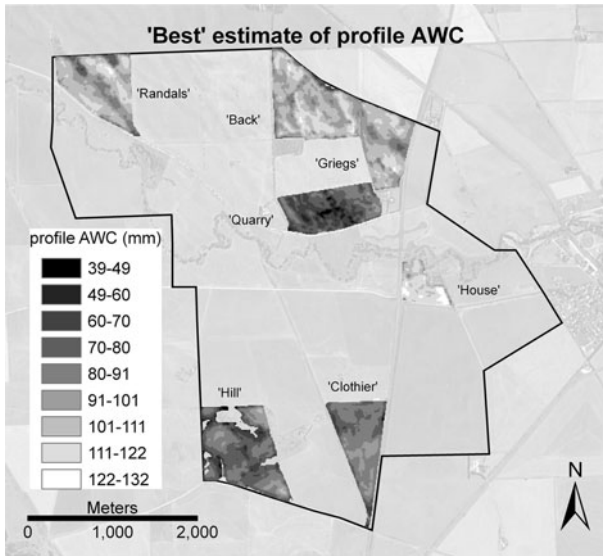 'Best' estimate of profile AWC
'Randals'
'Back'
'Griegs'
'Quarry'
profile AWC (mm)
39-49
49-60
60-70
70-80
80-91
91-101
101-111
111-122
122-132
'House'
'Hill'
'Clothier'
Meters
0 1,000 2,000
N